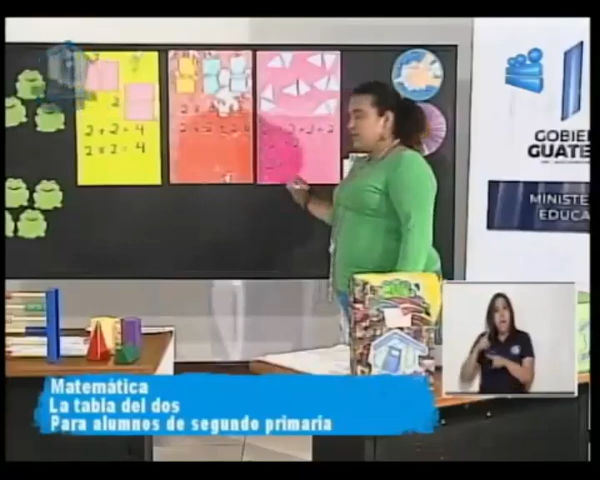 2
2+2=4
2x2=4
GOBIE
GUATE
MINISTE
EDUCA
Matemática
La tabla del dos
Para alumnos de segundo primaria